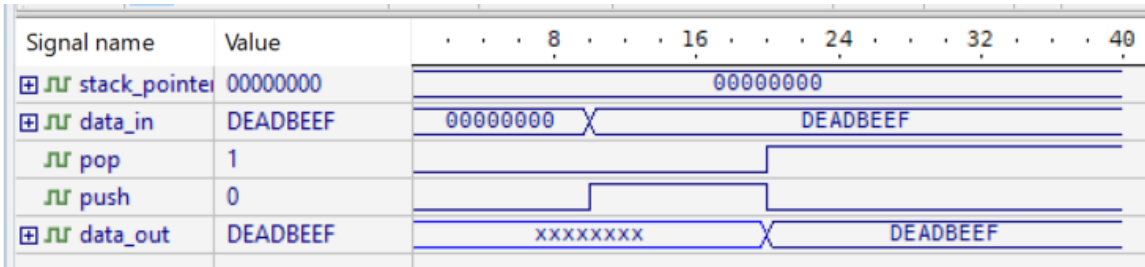 Signal name Value 8 16 24 32 40
stack_pointer 00000000 00000000
data_in DEADBEEF 00000000 DEADBEEF
pop 1
push 0
data_out DEADBEEF xxxxxxxx DEADBEEF